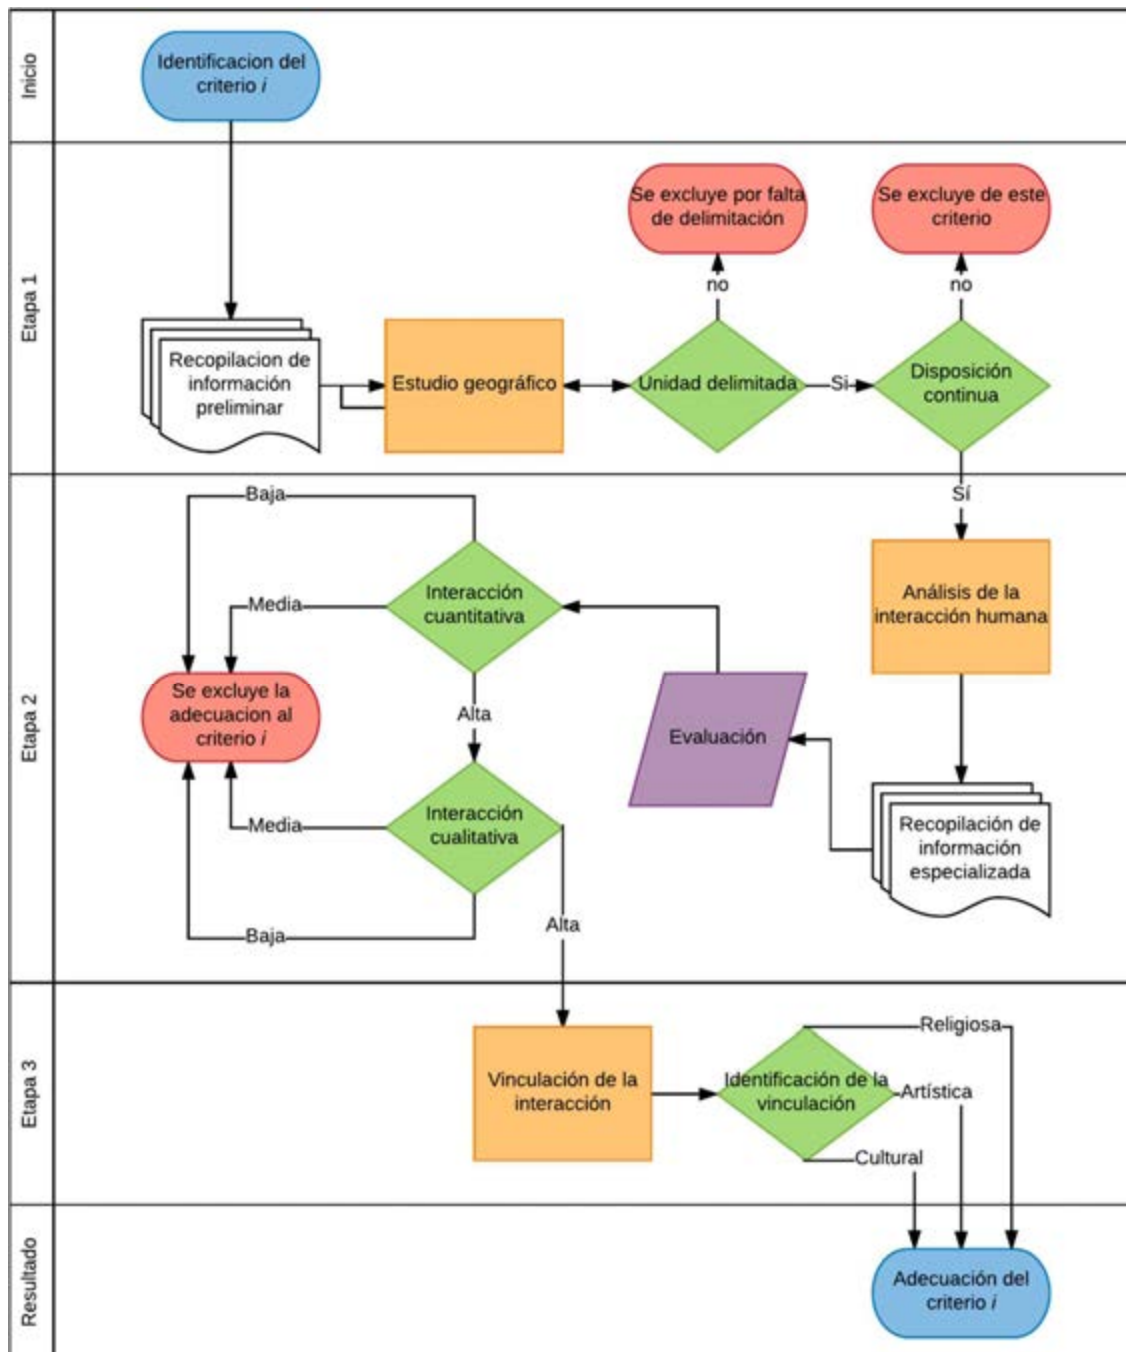 Inicio
Identificacion del
criterio i
Etapa 1
Se excluye por falta
de delimitación
Se excluye de este
criterio
no
no
Recopilacion de
información
preliminar
Estudio geográfico
Unidad delimitada
Si
Disposición
continua
Sí
Etapa 2
Baja
Interacción
cuantitativa
Media
Análisis de la
interacción humana
Se excluye la
adecuacion al
criterio i
Alta
Evaluación
Interacción
cualitativa
Media
Recopilación de
información
especializada
Baja
Alta
Etapa 3
Vinculación de la
interacción
Identificación de la
vinculación
Religiosa
Artística
Cultural
Resultado
Adecuación del
criterio i